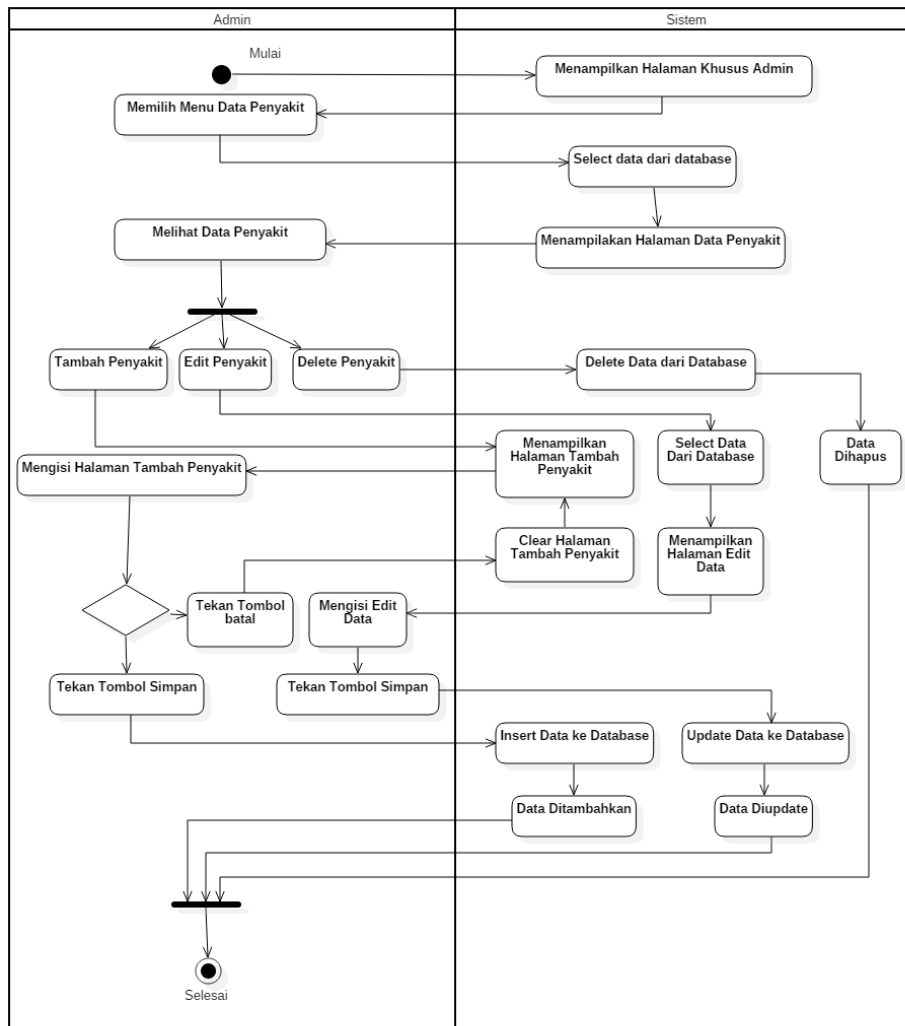 Admin
Sistem
Mulai
Menampilkan Halaman Khusus Admin
Memilih Menu Data Penyakit
Select data dari database
Melihat Data Penyakit
Menampilakan Halaman Data Penyakit
Tambah Penyakit
Edit Penyakit
Delete Penyakit
Delete Data dari Database
Menampilkan
Halaman Tambah
Penyakit
Select Data
Dari Database
Data
Dihapus
Mengisi Halaman Tambah Penyakit
Clear Halaman
Tambah Penyakit
Menampilkan
Halaman Edit
Data
Tekan Tombol
batal
Mengisi Edit
Data
Tekan Tombol Simpan
Tekan Tombol Simpan
Insert Data ke Database
Update Data ke Database
Data Ditambahkan
Data Diupdate
Selesai